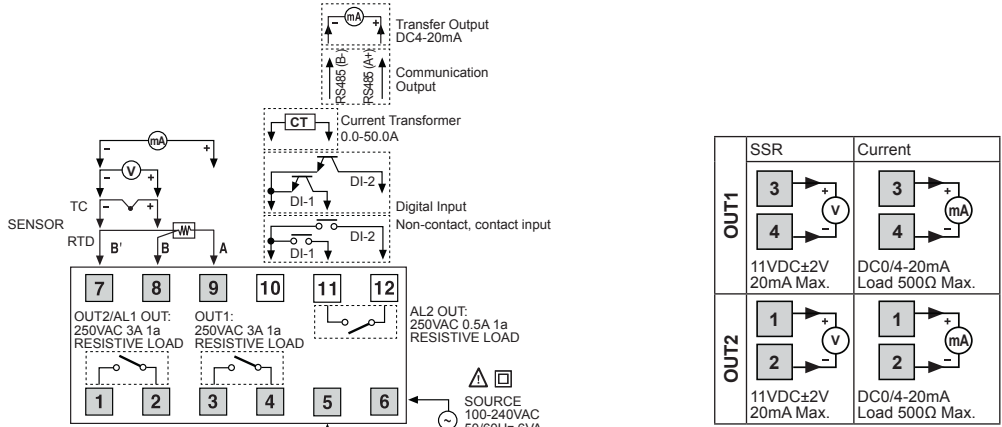 - mA +
Transfer Output
DC4-20mA
RS485 (B-)
RS485 (A+)
Communication
Output
CT
Current Transformer
0.0-50.0A
DI-2
DI-1
Digital Input
Non-contact, contact input
DI-2
DI-1
- mA +
- V +
TC - +
SENSOR
RTD
B' B A
7 8 9 10 11 12
OUT2/AL1 OUT:
250VAC 3A 1a
RESISTIVE LOAD
OUT1:
250VAC 3A 1a
RESISTIVE LOAD
AL2 OUT:
250VAC 0.5A 1a
RESISTIVE LOAD
1 2 3 4 5 6
SOURCE
100-240VAC
SSR Current
OUT1
3 + V
4 -
11VDC±2V
20mA Max.
3 + mA
4 -
DC0/4-20mA
Load 500Ω Max.
OUT2
1 + V
2 -
11VDC±2V
20mA Max.
1 + mA
2 -
DC0/4-20mA
Load 500Ω Max.